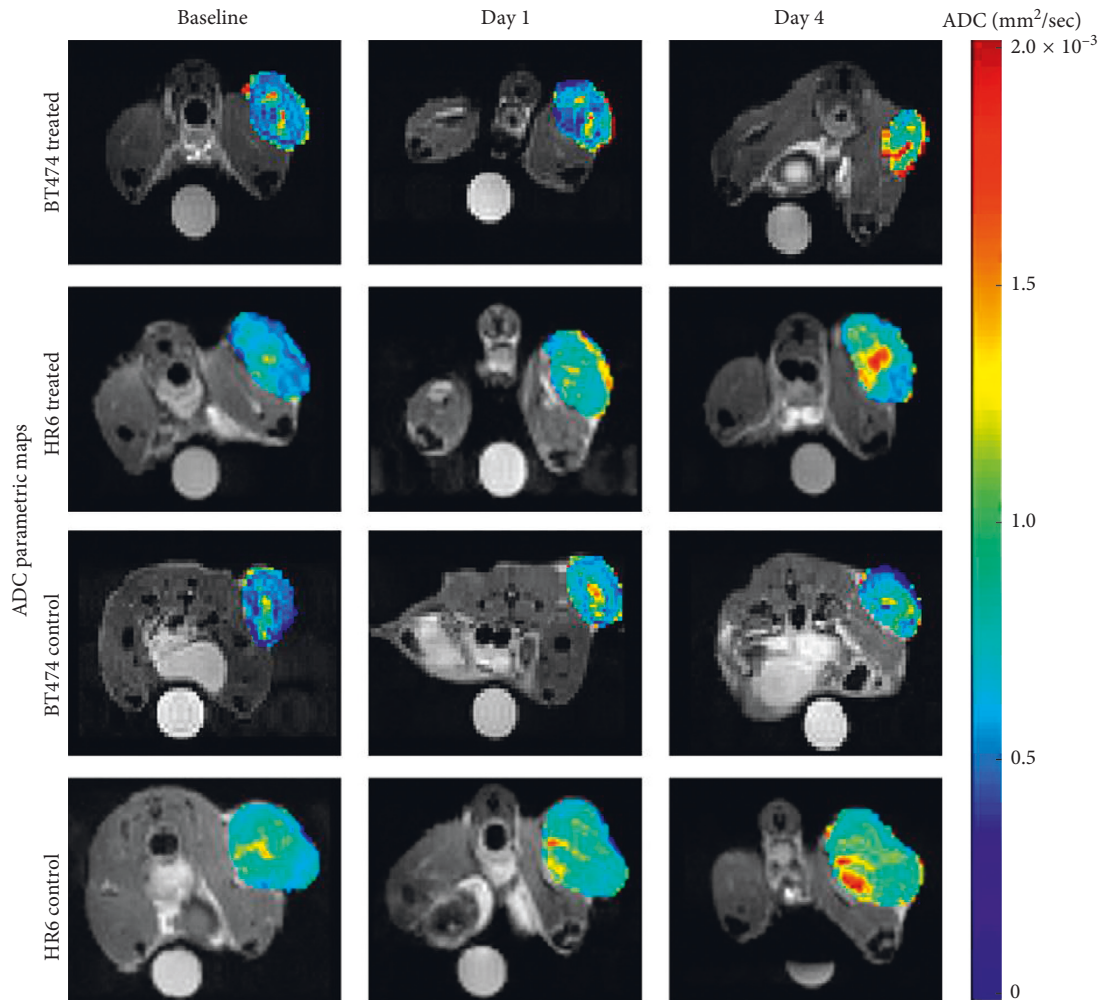 Baseline
Day 1
Day 4
ADC (mm²/sec)
ADC parametric maps
BT474 treated
HR6 treated
BT474 control
HR6 control
2.0 × 10⁻³
1.5
1.0
0.5
0